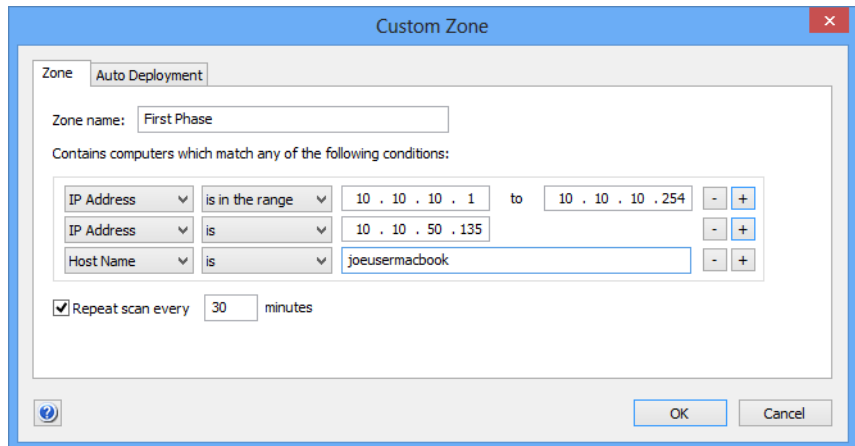 Custom Zone
Zone Auto Deployment
Zone name: First Phase
Contains computers which match any of the following conditions:
IP Address is in the range 10 . 10 . 10 . 1 to 10 . 10 . 10 . 254 - +
IP Address is 10 . 10 . 50 . 135 - +
Host Name is joeusermacbook - +
Repeat scan every 30 minutes
? OK Cancel